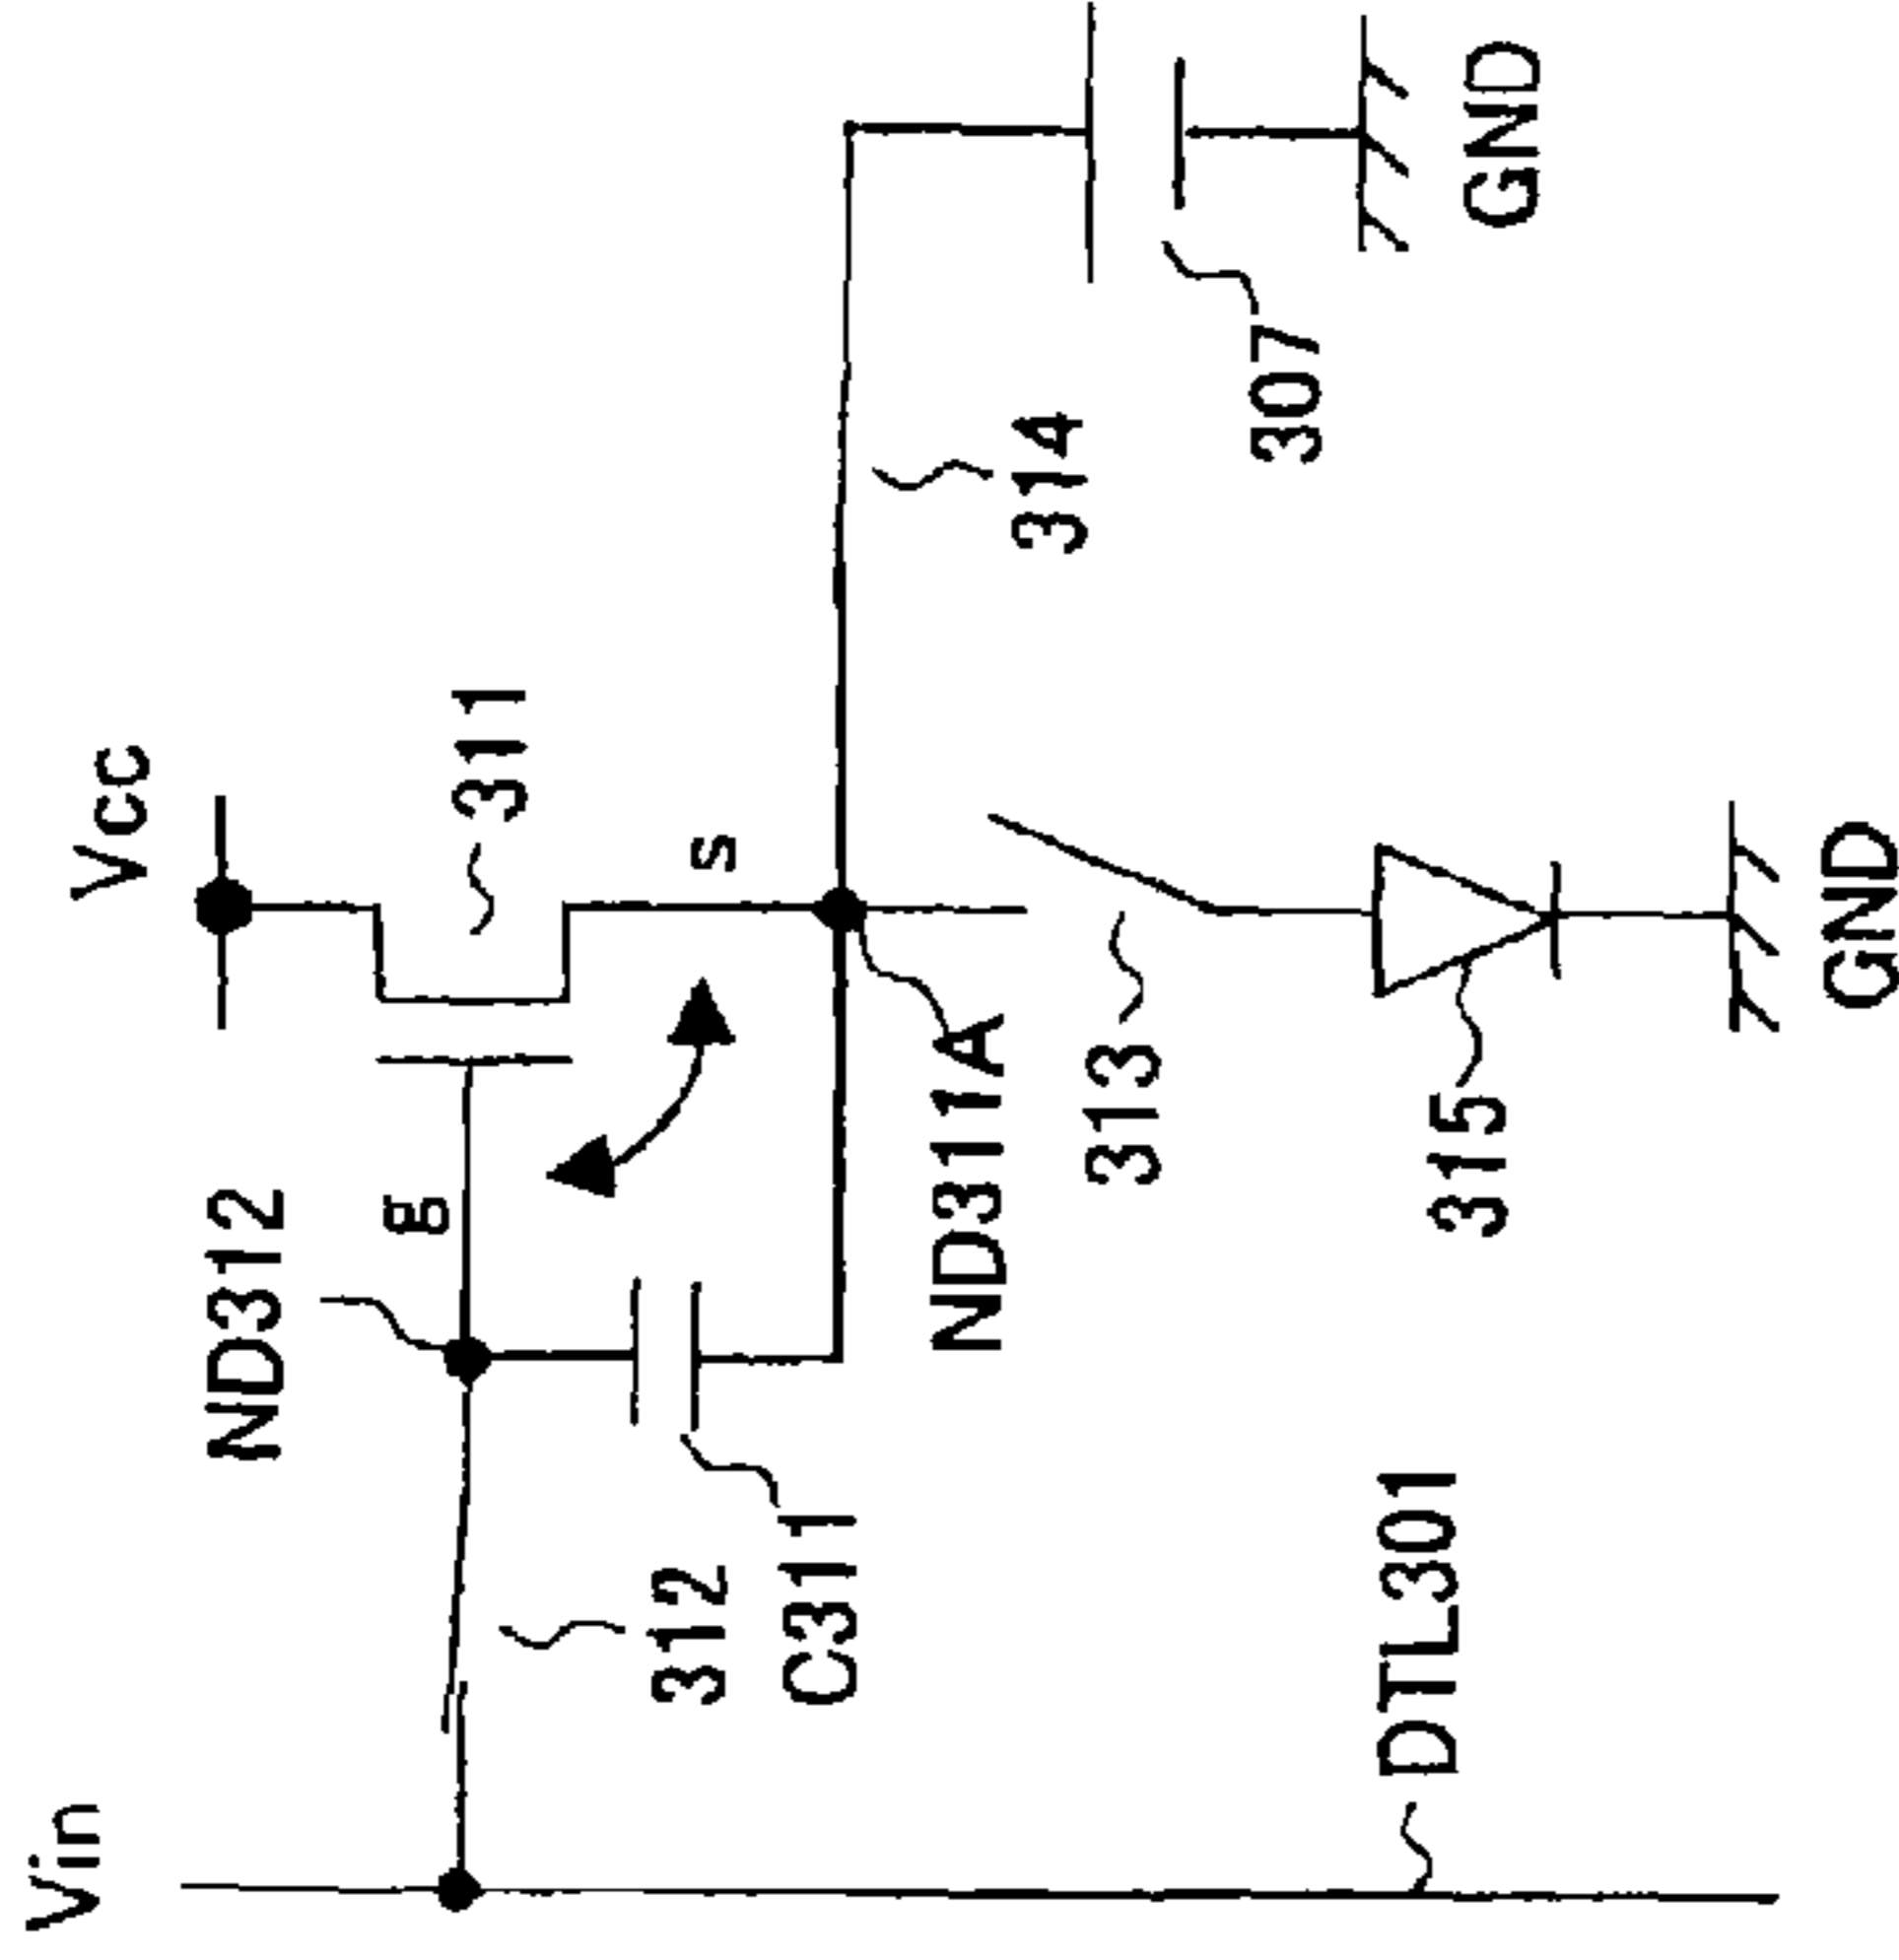 Vin
Vcc
ND312
g
311
s
312
C311
ND311A
314
313
307
GND
DTL301
315
GND